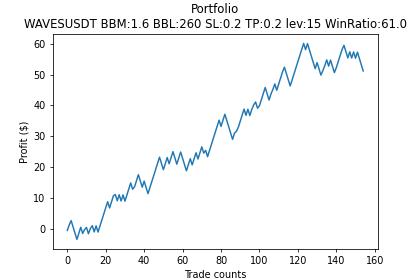 Portfolio
WAVESUSDT BBM:1.6 BBL:260 SL:0.2 TP:0.2 lev:15 WinRatio:61.0
60
50
40
30
20
10
0
Profit ($)
0 20 40 60 80 100 120 140 160
Trade counts